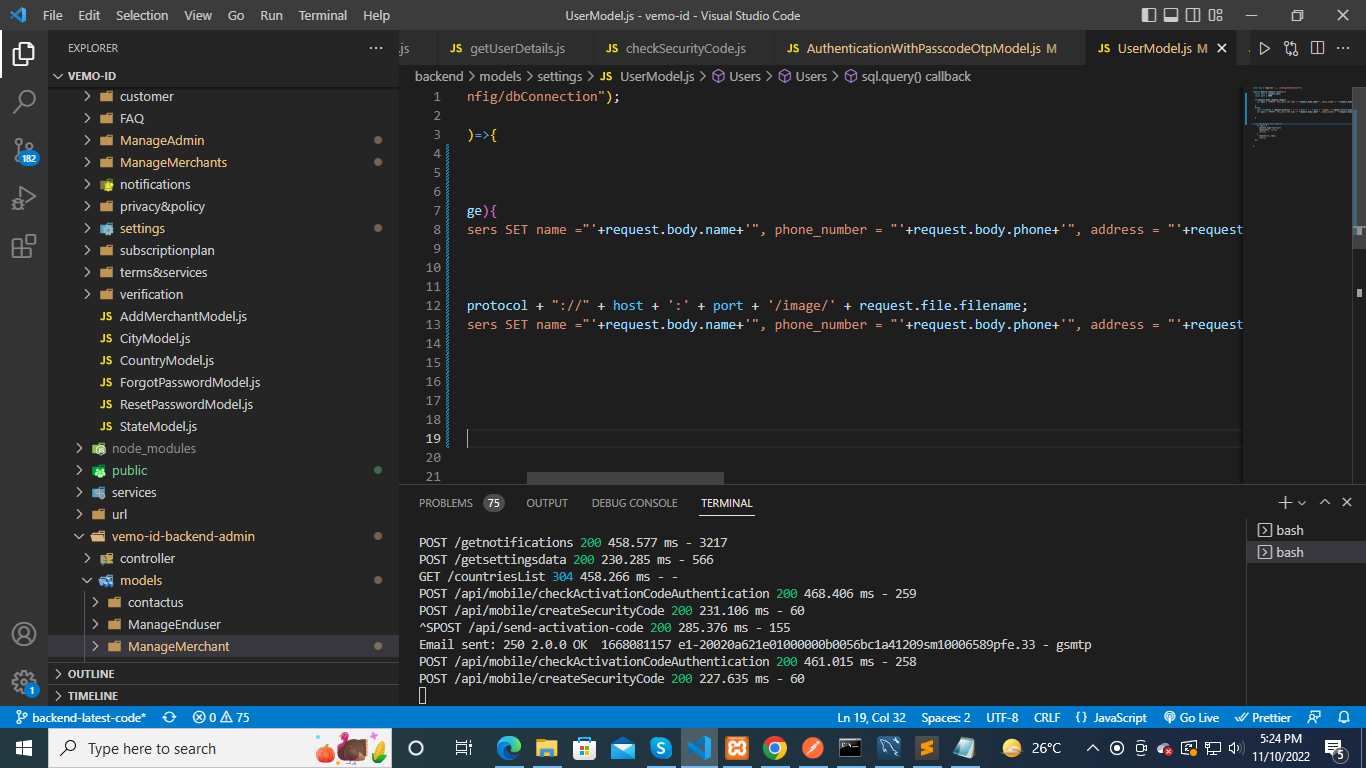 File Edit Selection View Go Run Terminal Help UserModel.js - vemo-id - Visual Studio Code
EXPLORER
VEMO-ID
customer
FAQ
ManageAdmin
ManageMerchants
notifications
privacy&policy
settings
subscriptionplan
terms&services
verification
JS AddMerchantModel.js
JS CityModel.js
JS CountryModel.js
JS ForgotPasswordModel.js
JS ResetPasswordModel.js
JS StateModel.js
node_modules
public
services
url
vemo-id-backend-admin
controller
models
contactus
ManageEnduser
ManageMerchant
OUTLINE
TIMELINE
182
1
.js JS getUserDetails.js JS checkSecurityCode.js JS AuthenticationWithPasscodeOtpModel.js M JS UserModel.js M
backend > models > settings > JS UserModel.js > Users > Users > sql.query() callback
1 nfig/dbConnection");
2
3 )=>{
4
5
6
7 ge){
8 sers SET name ="'+request.body.name+'", phone_number = "'+request.body.phone+'", address = "'+request
9
10
11
12 protocol + "://" + host + ':' + port + '/image/' + request.file.filename;
13 sers SET name ="'+request.body.name+'", phone_number = "'+request.body.phone+'", address = "'+request
14
15
16
17
18
19
20
21
PROBLEMS 75 OUTPUT DEBUG CONSOLE TERMINAL
POST /getnotifications 200 458.577 ms - 3217
POST /getsettingsdata 200 230.285 ms - 566
GET /countriesList 304 458.266 ms - -
POST /api/mobile/checkActivationCodeAuthentication 200 468.406 ms - 259
POST /api/mobile/createSecurityCode 200 231.106 ms - 60
^SPOST /api/send-activation-code 200 285.376 ms - 155
Email sent: 250 2.0.0 OK  1668081157 e1-20020a621e01000000b0056bc1a41209sm10006589pfe.33 - gsmtp
POST /api/mobile/checkActivationCodeAuthentication 200 461.015 ms - 258
POST /api/mobile/createSecurityCode 200 227.635 ms - 60
bash
bash
backend-latest-code* 0 75 Ln 19, Col 32 Spaces: 2 UTF-8 CRLF {} JavaScript Go Live Prettier
Type here to search 26°C 5:24 PM
11/10/2022
5